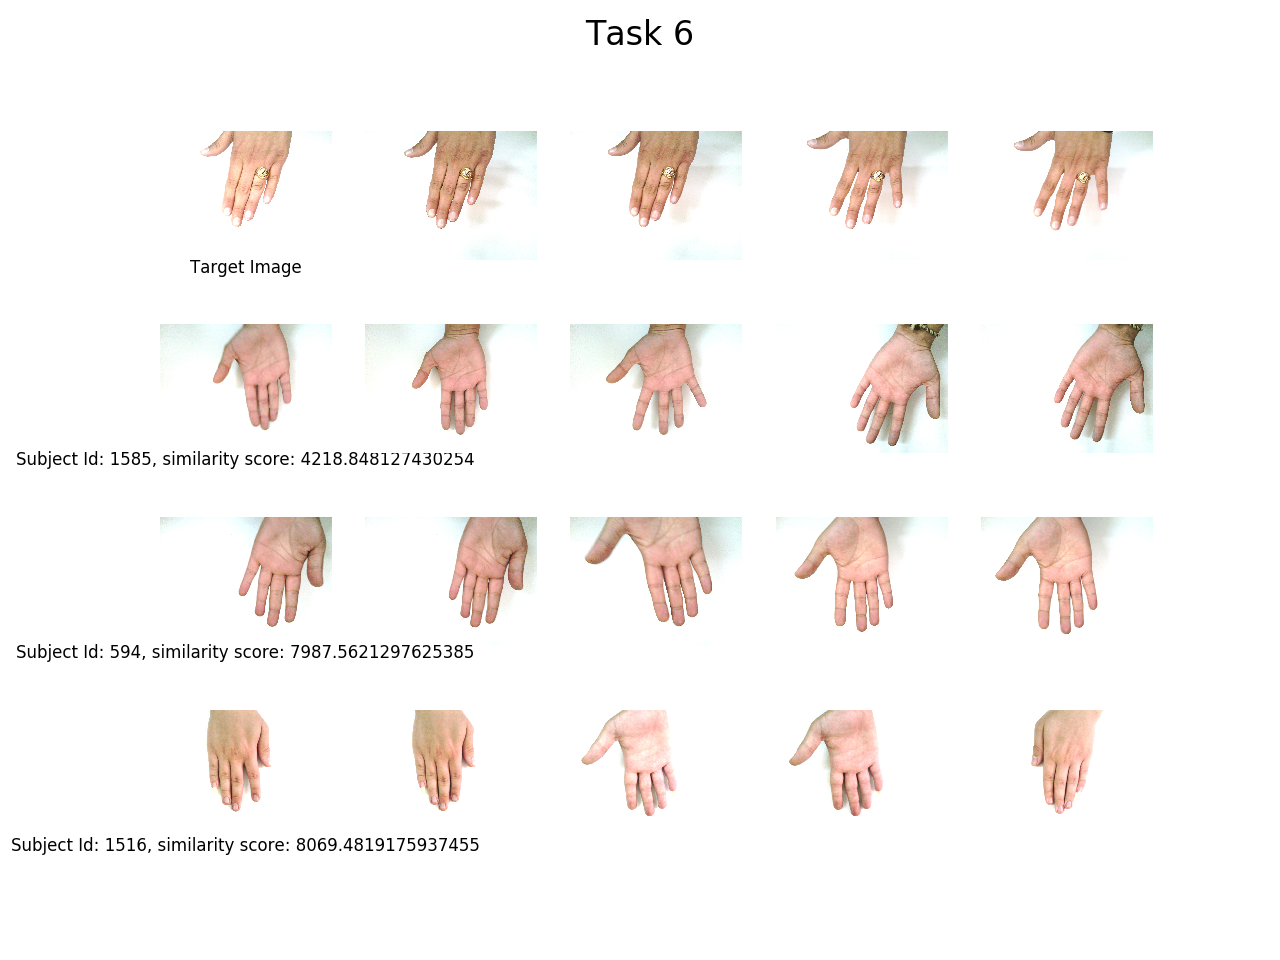 Task 6
Target Image
Subject Id: 1585, similarity score: 4218.848127430254
Subject Id: 594, similarity score: 7987.5621297625385
Subject Id: 1516, similarity score: 8069.4819175937455